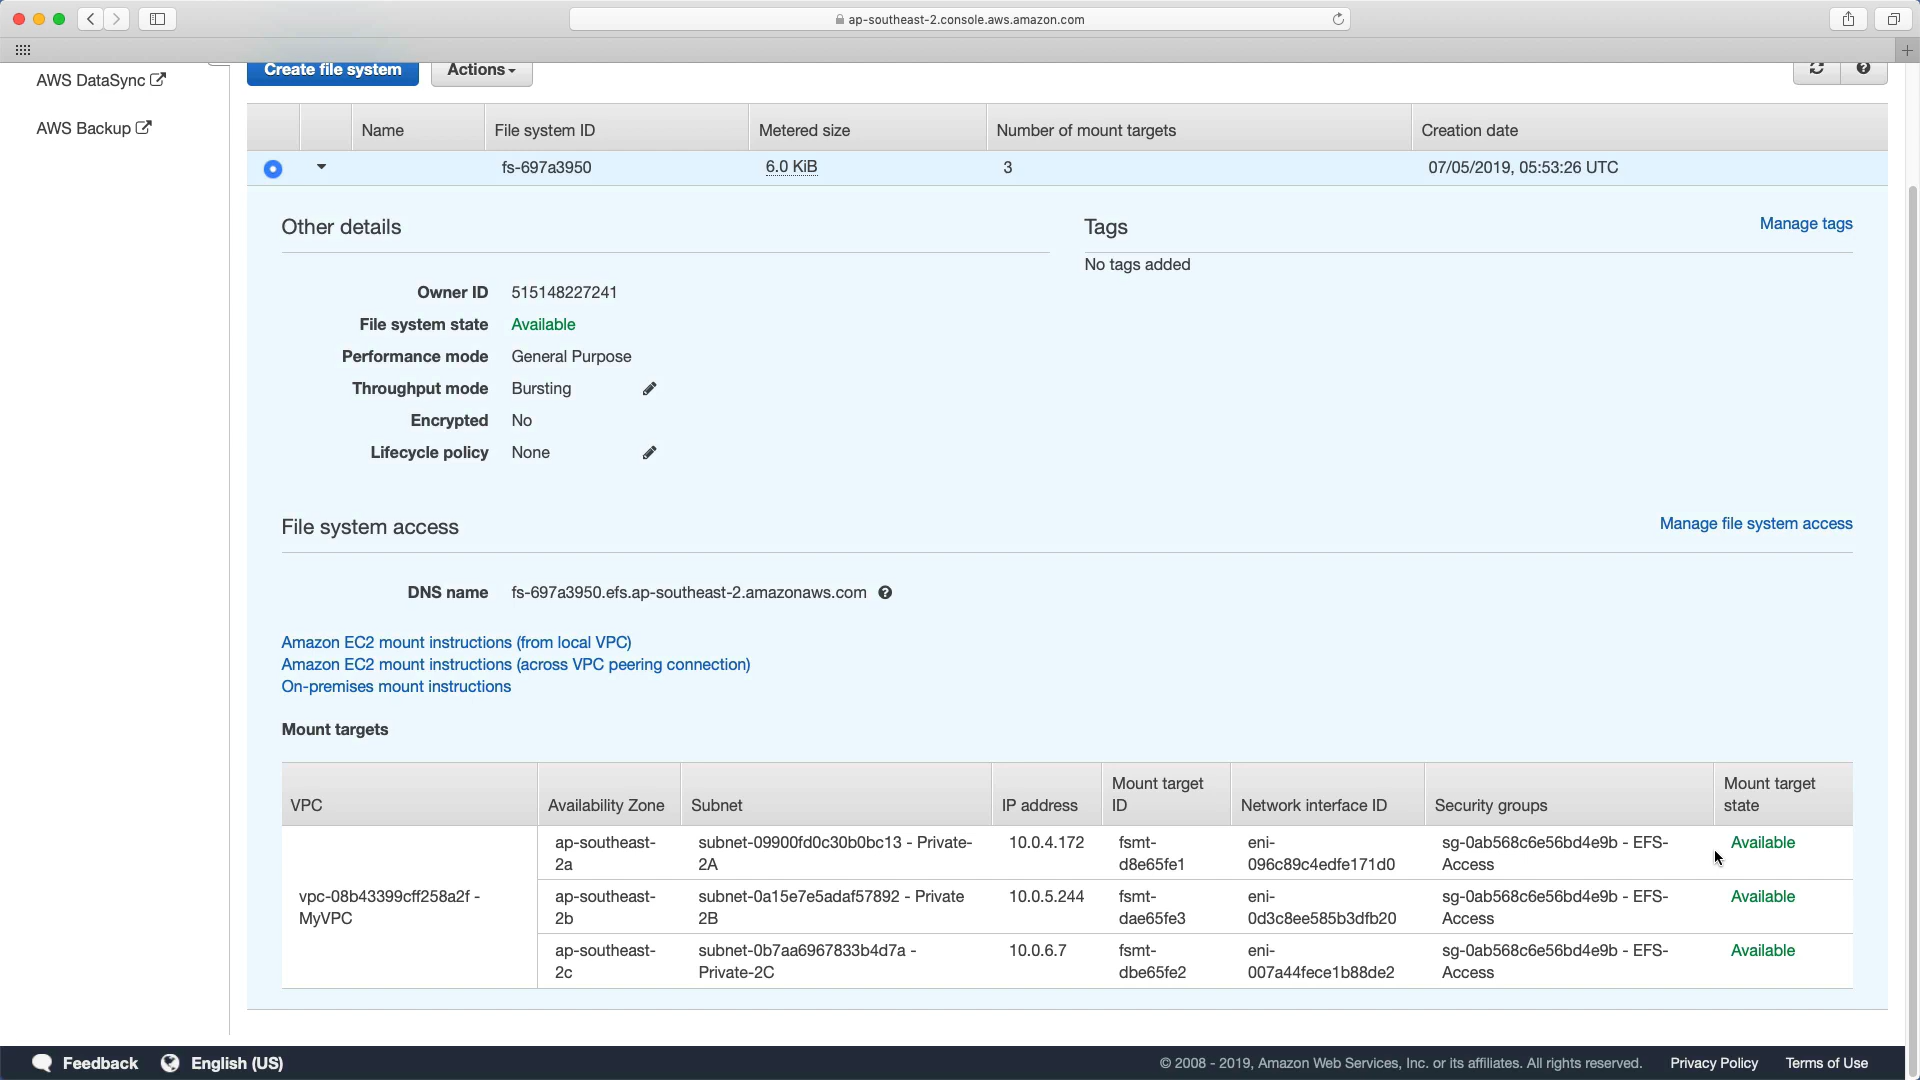 ap-southeast-2.console.aws.amazon.com
AWS DataSync
AWS Backup
Create file system
Actions
Name
File system ID
Metered size
Number of mount targets
Creation date
fs-697a3950
6.0 KiB
3
07/05/2019, 05:53:26 UTC
Other details
Owner ID 515148227241
File system state Available
Performance mode General Purpose
Throughput mode Bursting
Encrypted No
Lifecycle policy None
Tags
Manage tags
No tags added
File system access
Manage file system access
DNS name fs-697a3950.efs.ap-southeast-2.amazonaws.com
Amazon EC2 mount instructions (from local VPC)
Amazon EC2 mount instructions (across VPC peering connection)
On-premises mount instructions
Mount targets
VPC
Availability Zone
Subnet
IP address
Mount target
ID
Network interface ID
Security groups
Mount target
state
vpc-08b43399cff258a2f -
MyVPC
ap-southeast-
2a
subnet-09900fd0c30b0bc13 - Private-
2A
10.0.4.172
fsmt-
d8e65fe1
eni-
096c89c4edfe171d0
sg-0ab568c6e56bd4e9b - EFS-
Access
Available
ap-southeast-
2b
subnet-0a15e7e5adaf57892 - Private
2B
10.0.5.244
fsmt-
dae65fe3
eni-
0d3c8ee585b3dfb20
sg-0ab568c6e56bd4e9b - EFS-
Access
Available
ap-southeast-
2c
subnet-0b7aa6967833b4d7a -
Private-2C
10.0.6.7
fsmt-
dbe65fe2
eni-
007a44fece1b88de2
sg-0ab568c6e56bd4e9b - EFS-
Access
Available
Feedback
English (US)
© 2008 - 2019, Amazon Web Services, Inc. or its affiliates. All rights reserved.
Privacy Policy
Terms of Use